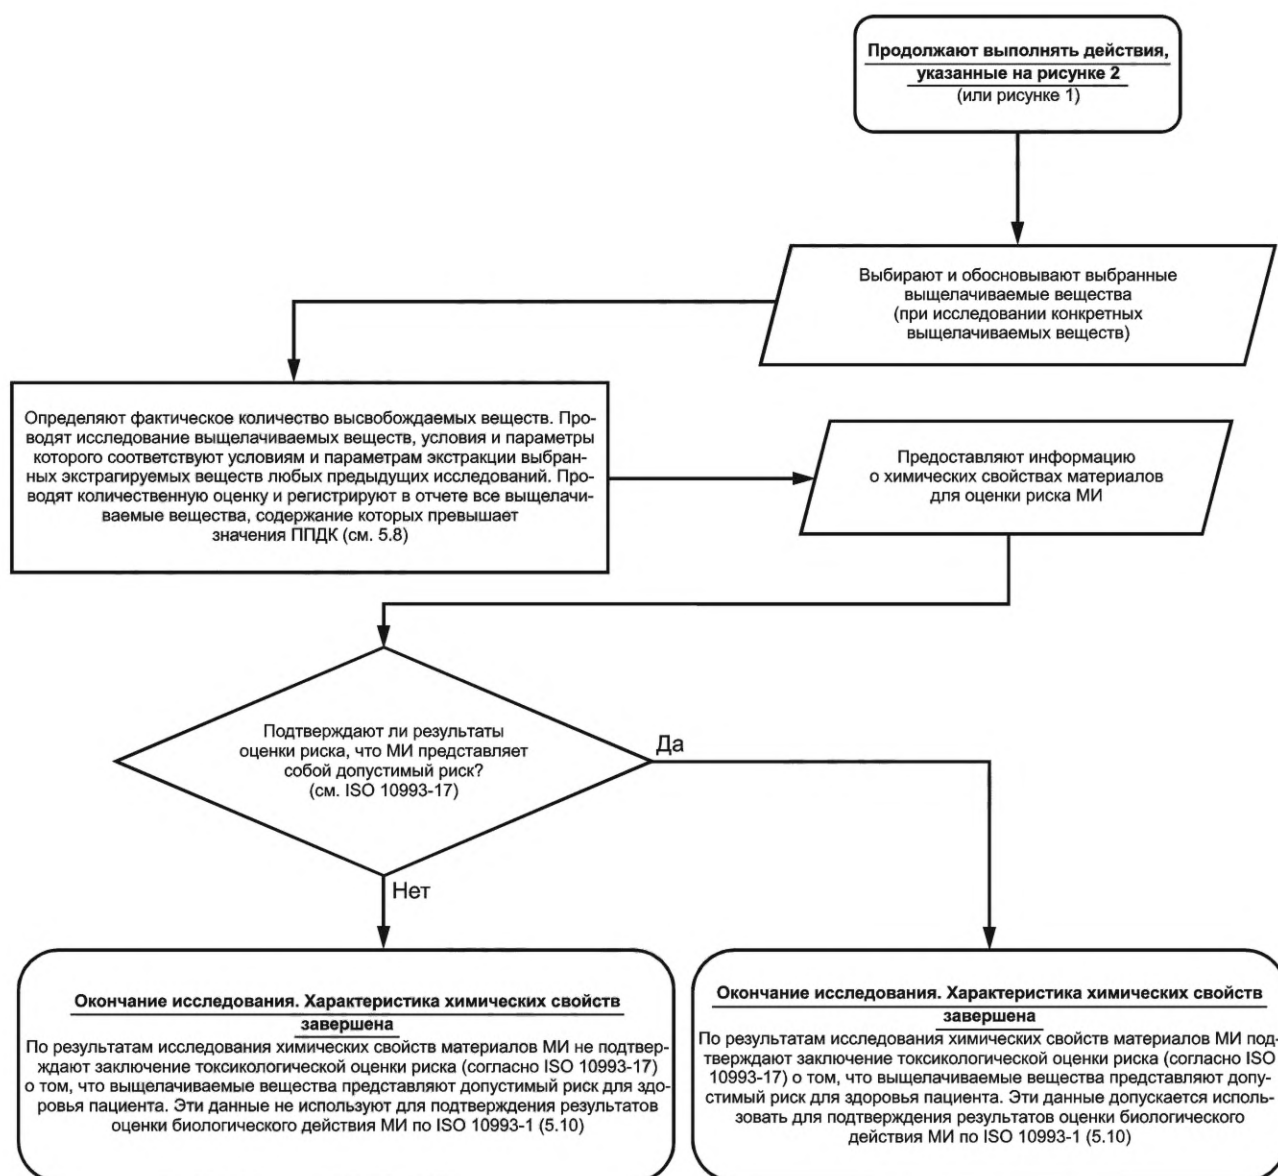 Продолжают выполнять действия,
указанные на рисунке 2
(или рисунке 1)
Выбирают и обосновывают выбранные
выщелачиваемые вещества
(при исследовании конкретных
выщелачиваемых веществ)
Определяют фактическое количество высвобождаемых веществ. Про-
водят исследование выщелачиваемых веществ, условия и параметры
которого соответствуют условиям и параметрам экстракции выбран-
ных экстрагируемых веществ любых предыдущих исследований. Про-
водят количественную оценку и регистрируют в отчете все выщелачи-
ваемые вещества, содержание которых превышает
значения ППДК (см. 5.8)
Предоставляют информацию
о химических свойствах материалов
для оценки риска МИ
Подтверждают ли результаты
оценки риска, что МИ представляет
собой допустимый риск?
(см. ISO 10993-17)
Да
Нет
Окончание исследования. Характеристика химических свойств
завершена
По результатам исследования химических свойств материалов МИ не подтвер-
ждают заключение токсикологической оценки риска (согласно ISO 10993-17)
о том, что выщелачиваемые вещества представляют допустимый риск для здо-
ровья пациента. Эти данные не используют для подтверждения результатов
оценки биологического действия МИ по ISO 10993-1 (5.10)
Окончание исследования. Характеристика химических свойств
завершена
По результатам исследования химических свойств материалов МИ под-
тверждают заключение токсикологической оценки риска (согласно ISO
10993-17) о том, что выщелачиваемые вещества представляют допу-
стимый риск для здоровья пациента. Эти данные допускается исполь-
зовать для подтверждения результатов оценки биологического
действия МИ по ISO 10993-1 (5.10)